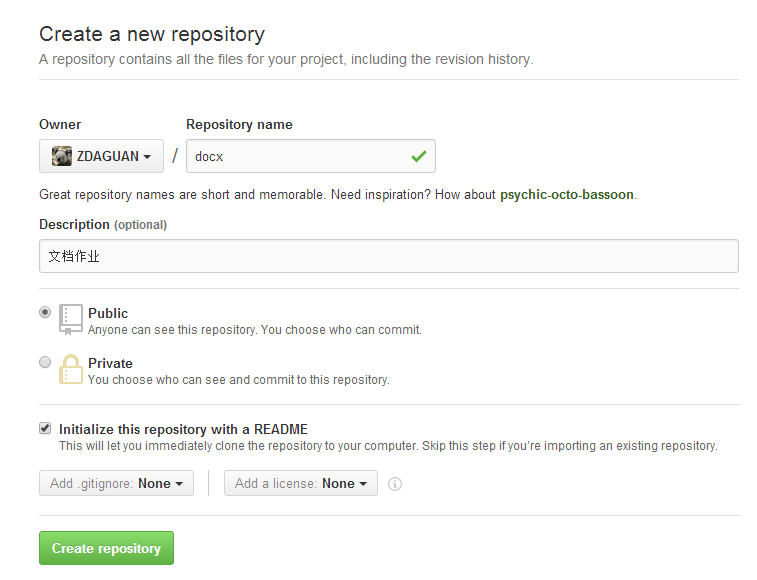 Create a new repository
A repository contains all the files for your project, including the revision history.
Owner Repository name
ZDAGUAN / docx
Great repository names are short and memorable. Need inspiration? How about psychic-octo-bassoon.
Description (optional)
文档作业
Public
Anyone can see this repository. You choose who can commit.
Private
You choose who can see and commit to this repository.
Initialize this repository with a README
This will let you immediately clone the repository to your computer. Skip this step if you're importing an existing repository.
Add .gitignore: None Add a license: None
Create repository